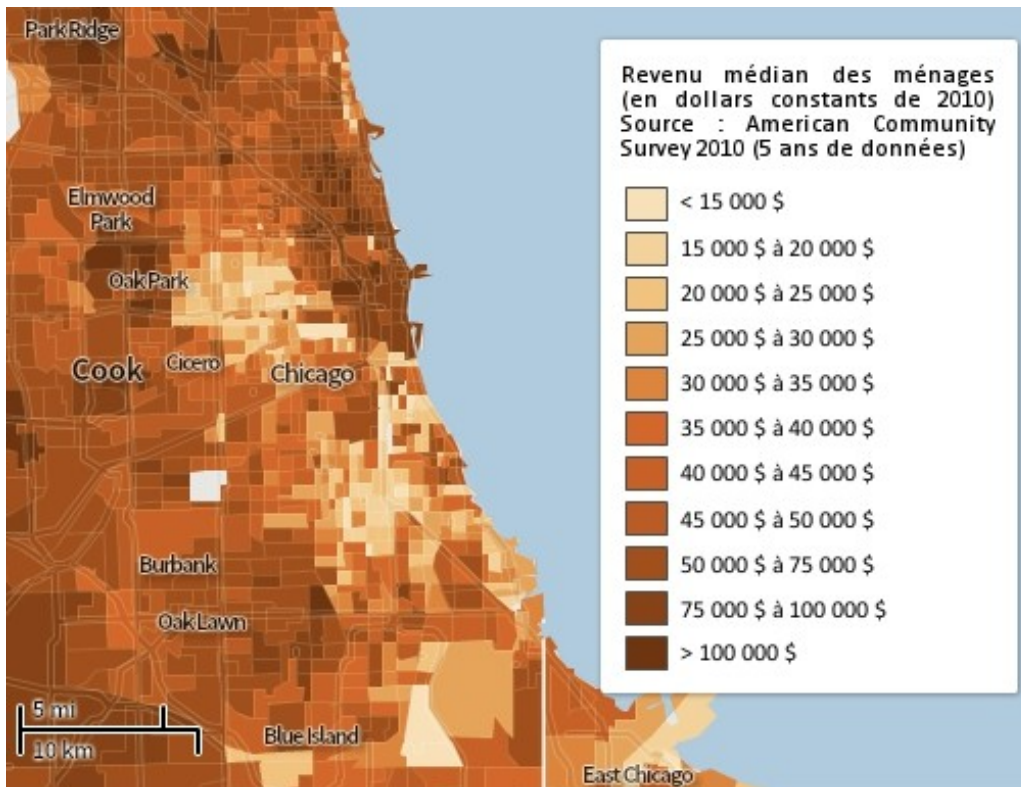 Park Ridge
Elmwood
Park
Oak Park
Cook
Cicero
Chicago
Burbank
Oak Lawn
Blue Island
East Chicago
5 mi
10 km
Revenu médian des ménages
(en dollars constants de 2010)
Source : American Community
Survey 2010 (5 ans de données)
< 15 000 $
15 000 $ à 20 000 $
20 000 $ à 25 000 $
25 000 $ à 30 000 $
30 000 $ à 35 000 $
35 000 $ à 40 000 $
40 000 $ à 45 000 $
45 000 $ à 50 000 $
50 000 $ à 75 000 $
75 000 $ à 100 000 $
> 100 000 $